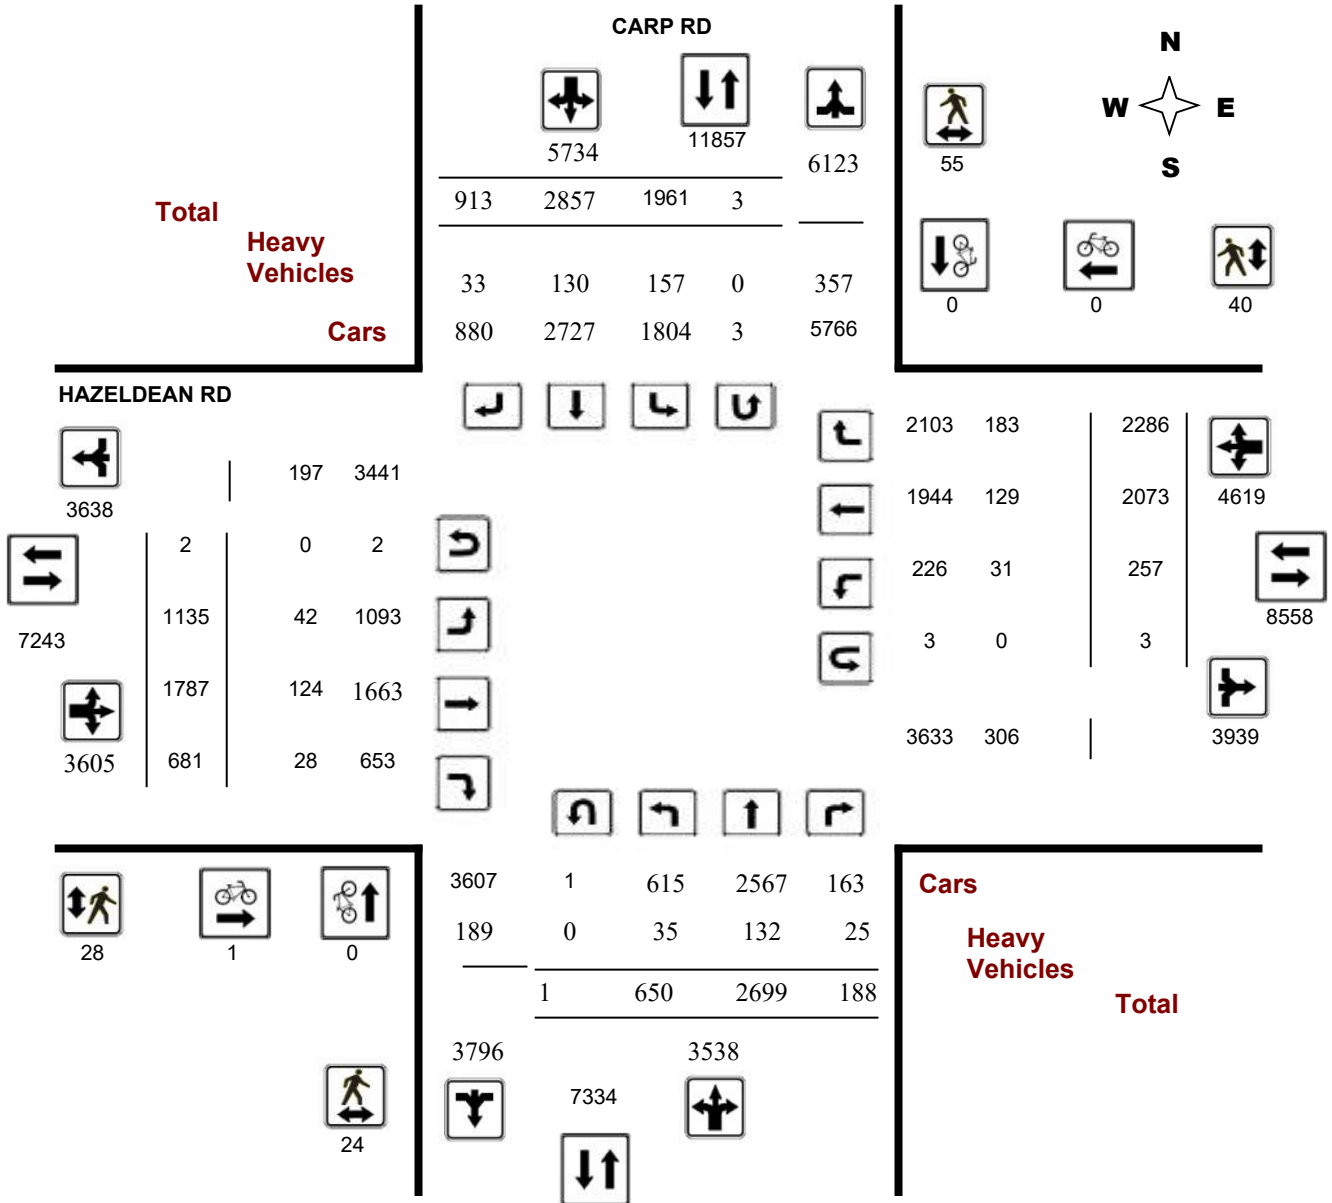 CARP RD
N
W E
S
5734 11857 6123 55
913 2857 1961 3
Total
Heavy
Vehicles
33 130 157 0 357
Cars 880 2727 1804 3 5766
0 0 40
HAZELDEAN RD
2103 183 2286
197 3441
3638
1944 129 2073 4619
2 0 2
226 31 257
8558
1135 42 1093
7243
3 0 3
1787 124 1663
3633 306 3939
3605 681 28 653
3607 1 615 2567 163
Cars
189 0 35 132 25
Heavy
Vehicles
28 1 0
1 650 2699 188
Total
3796 3538
7334
24